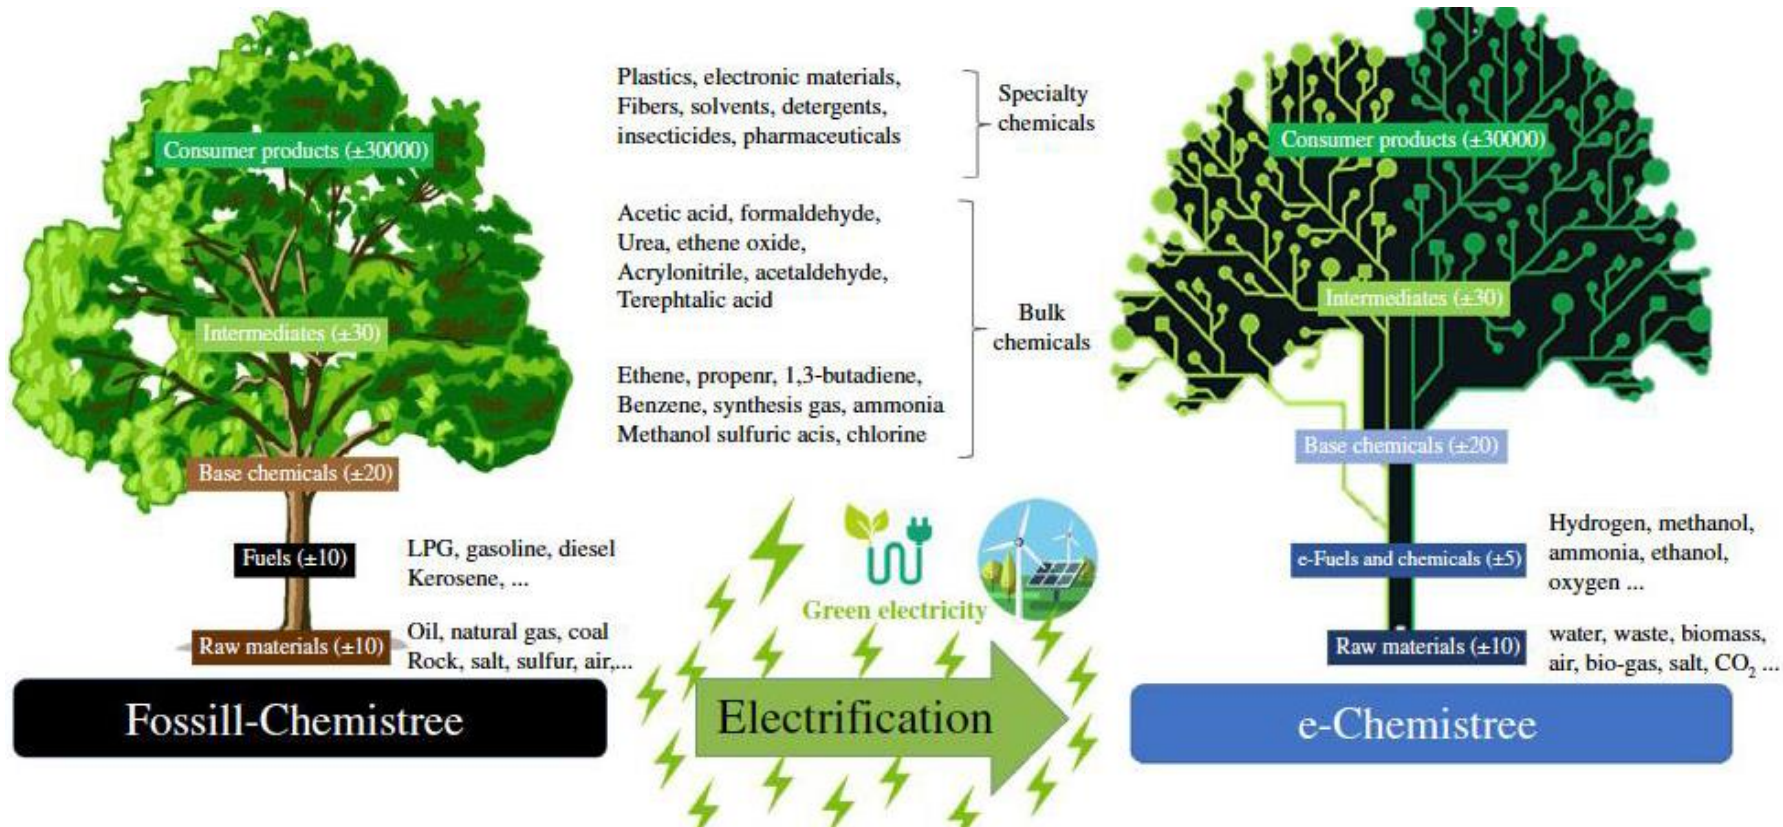 Consumer products (±30000)
Intermediates (±30)
Base chemicals (±20)
Fuels (±10)
LPG, gasoline, diesel
Kerosene, ...
Raw materials (±10)
Oil, natural gas, coal
Rock, salt, sulfur, air,...
Fossill-Chemistree
Plastics, electronic materials,
Fibers, solvents, detergents,
insecticides, pharmaceuticals
Specialty
chemicals
Acetic acid, formaldehyde,
Urea, ethene oxide,
Acrylonitrile, acetaldehyde,
Terephtalic acid
Bulk
chemicals
Ethene, propenr, 1,3-butadiene,
Benzene, synthesis gas, ammonia
Methanol sulfuric acis, chlorine
Green electricity
Electrification
Consumer products (±30000)
Intermediates (±30)
Base chemicals (±20)
e-Fuels and chemicals (±5)
Hydrogen, methanol,
ammonia, ethanol,
oxygen ...
Raw materials (±10)
water, waste, biomass,
air, bio-gas, salt, CO₂ ...
e-Chemistree